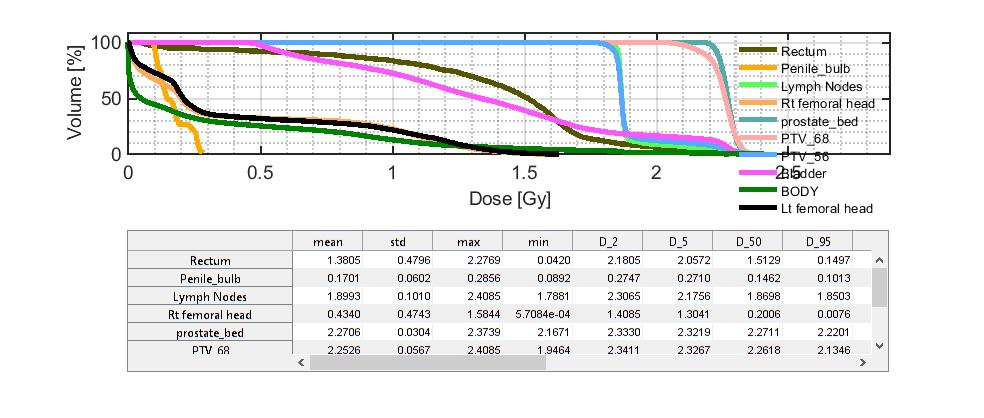 100
50
0
Volume [%]
0 0.5 1 1.5 2 2.5
Dose [Gy]
Rectum
Penile_bulb
Lymph Nodes
Rt femoral head
prostate_bed
PTV_68
PTV_56
Bladder
BODY
Lt femoral head
mean std max min D_2 D_5 D_50 D_95
Rectum 1.3805 0.4796 2.2769 0.0420 2.1805 2.0572 1.5129 0.1497
Penile_bulb 0.1701 0.0602 0.2856 0.0892 0.2747 0.2710 0.1462 0.1013
Lymph Nodes 1.8993 0.1010 2.4085 1.7881 2.3065 2.1756 1.8698 1.8503
Rt femoral head 0.4340 0.4743 1.5844 5.7084e-04 1.4085 1.3041 0.2006 0.0076
prostate_bed 2.2706 0.0304 2.3739 2.1671 2.3330 2.3219 2.2711 2.2201
PTV_68 2.2526 0.0567 2.4085 1.9464 2.3411 2.3267 2.2618 2.1346